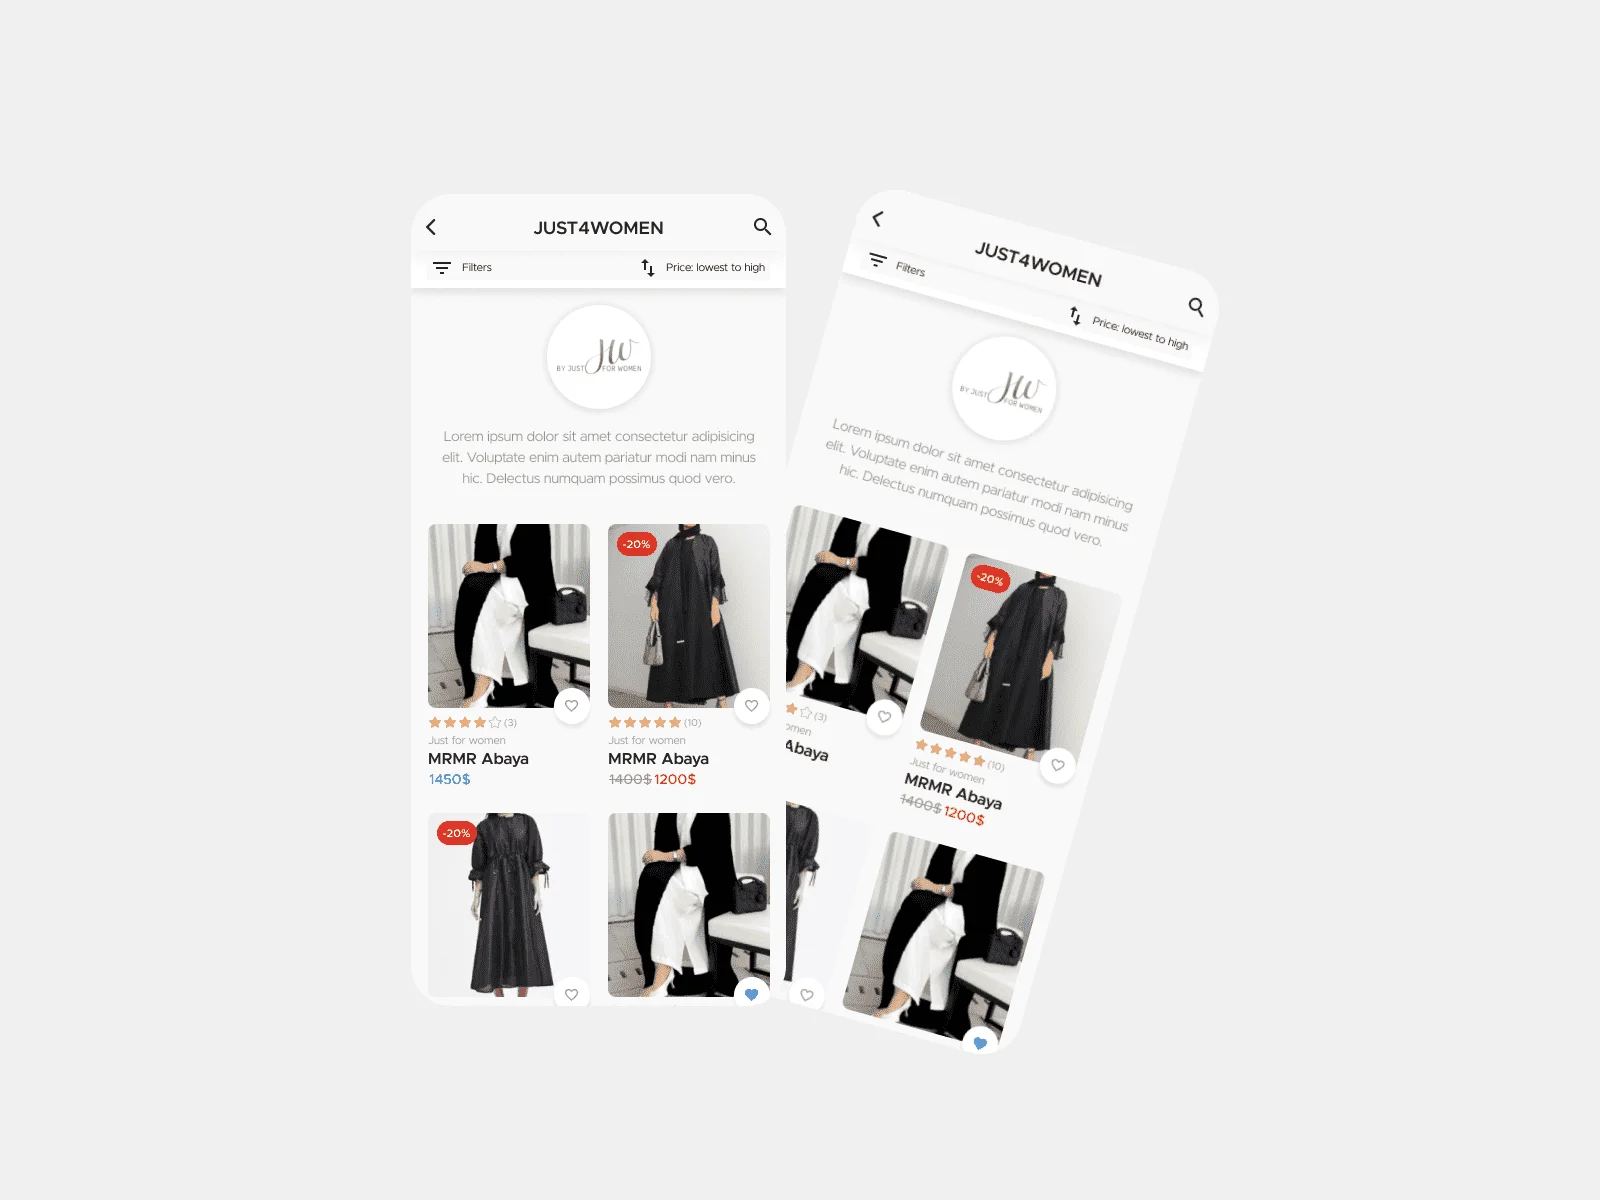 JUST4WOMEN
Filters
Price: lowest to high
JW
BY JUST FOR WOMEN
Lorem ipsum dolor sit amet consectetur adipisicing
elit. Voluptate enim autem pariatur modi nam minus
hic. Delectus numquam possimus quod vero.
-20%
(3)
(10)
Just for women
Just for women
MRMR Abaya
MRMR Abaya
1450$
1400$ 1200$
-20%
JUST4WOMEN
Filters
Price: lowest to high
JW
BY JUST FOR WOMEN
Lorem ipsum dolor sit amet consectetur adipisicing
elit. Voluptate enim autem pariatur modi nam minus
hic. Delectus numquam possimus quod vero.
-20%
(3)
omen
Abaya
(10)
Just for women
MRMR Abaya
1400$ 1200$